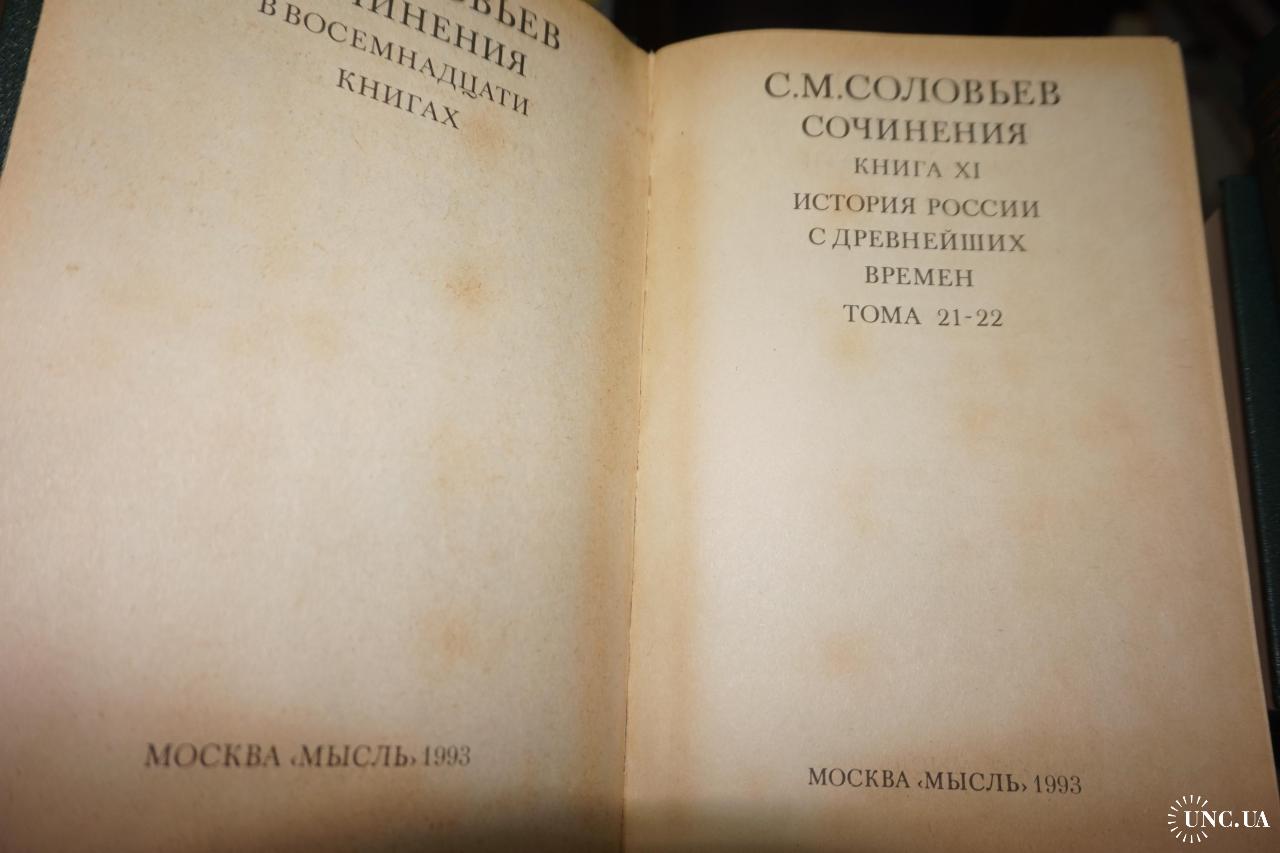 СОЧИНЕНИЯ
В ВОСЕМНАДЦАТИ
КНИГАХ
МОСКВА «МЫСЛЬ» 1993
С.М.СОЛОВЬЕВ
СОЧИНЕНИЯ
КНИГА XI
ИСТОРИЯ РОССИИ
С ДРЕВНЕЙШИХ
ВРЕМЕН
ТОМА 21-22
МОСКВА «МЫСЛЬ» 1993
UNC.UA